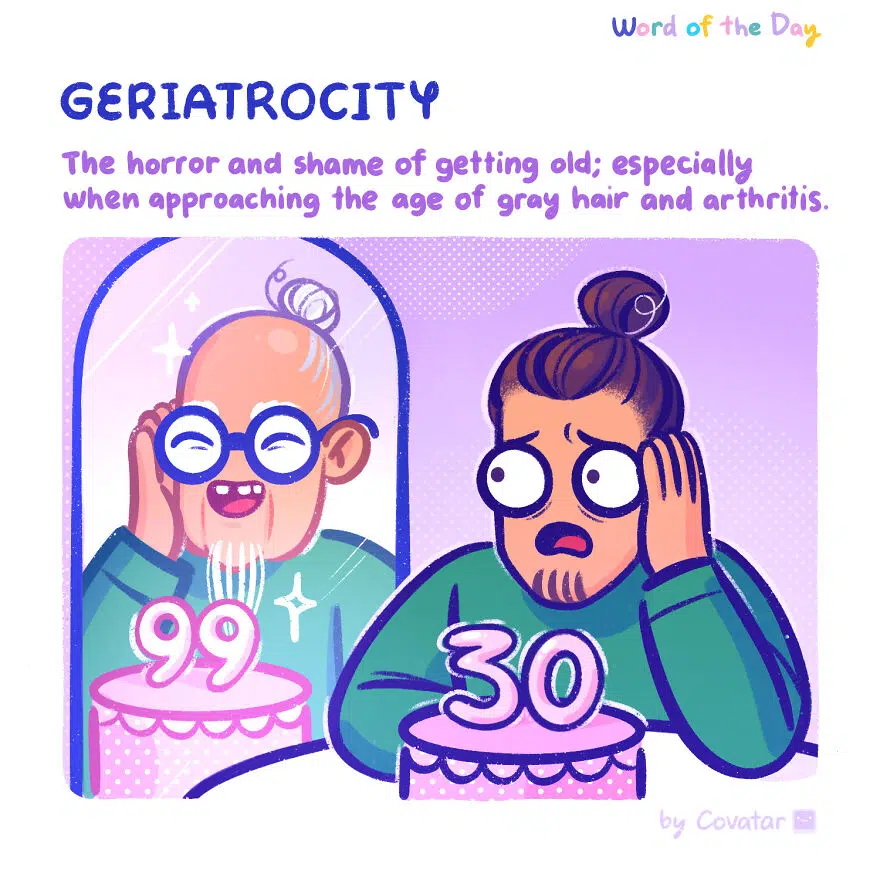 Word of the Day
GERIATROCITY
The horror and shame of getting old; especially
when approaching the age of gray hair and arthritis.
99
30
by Covatar